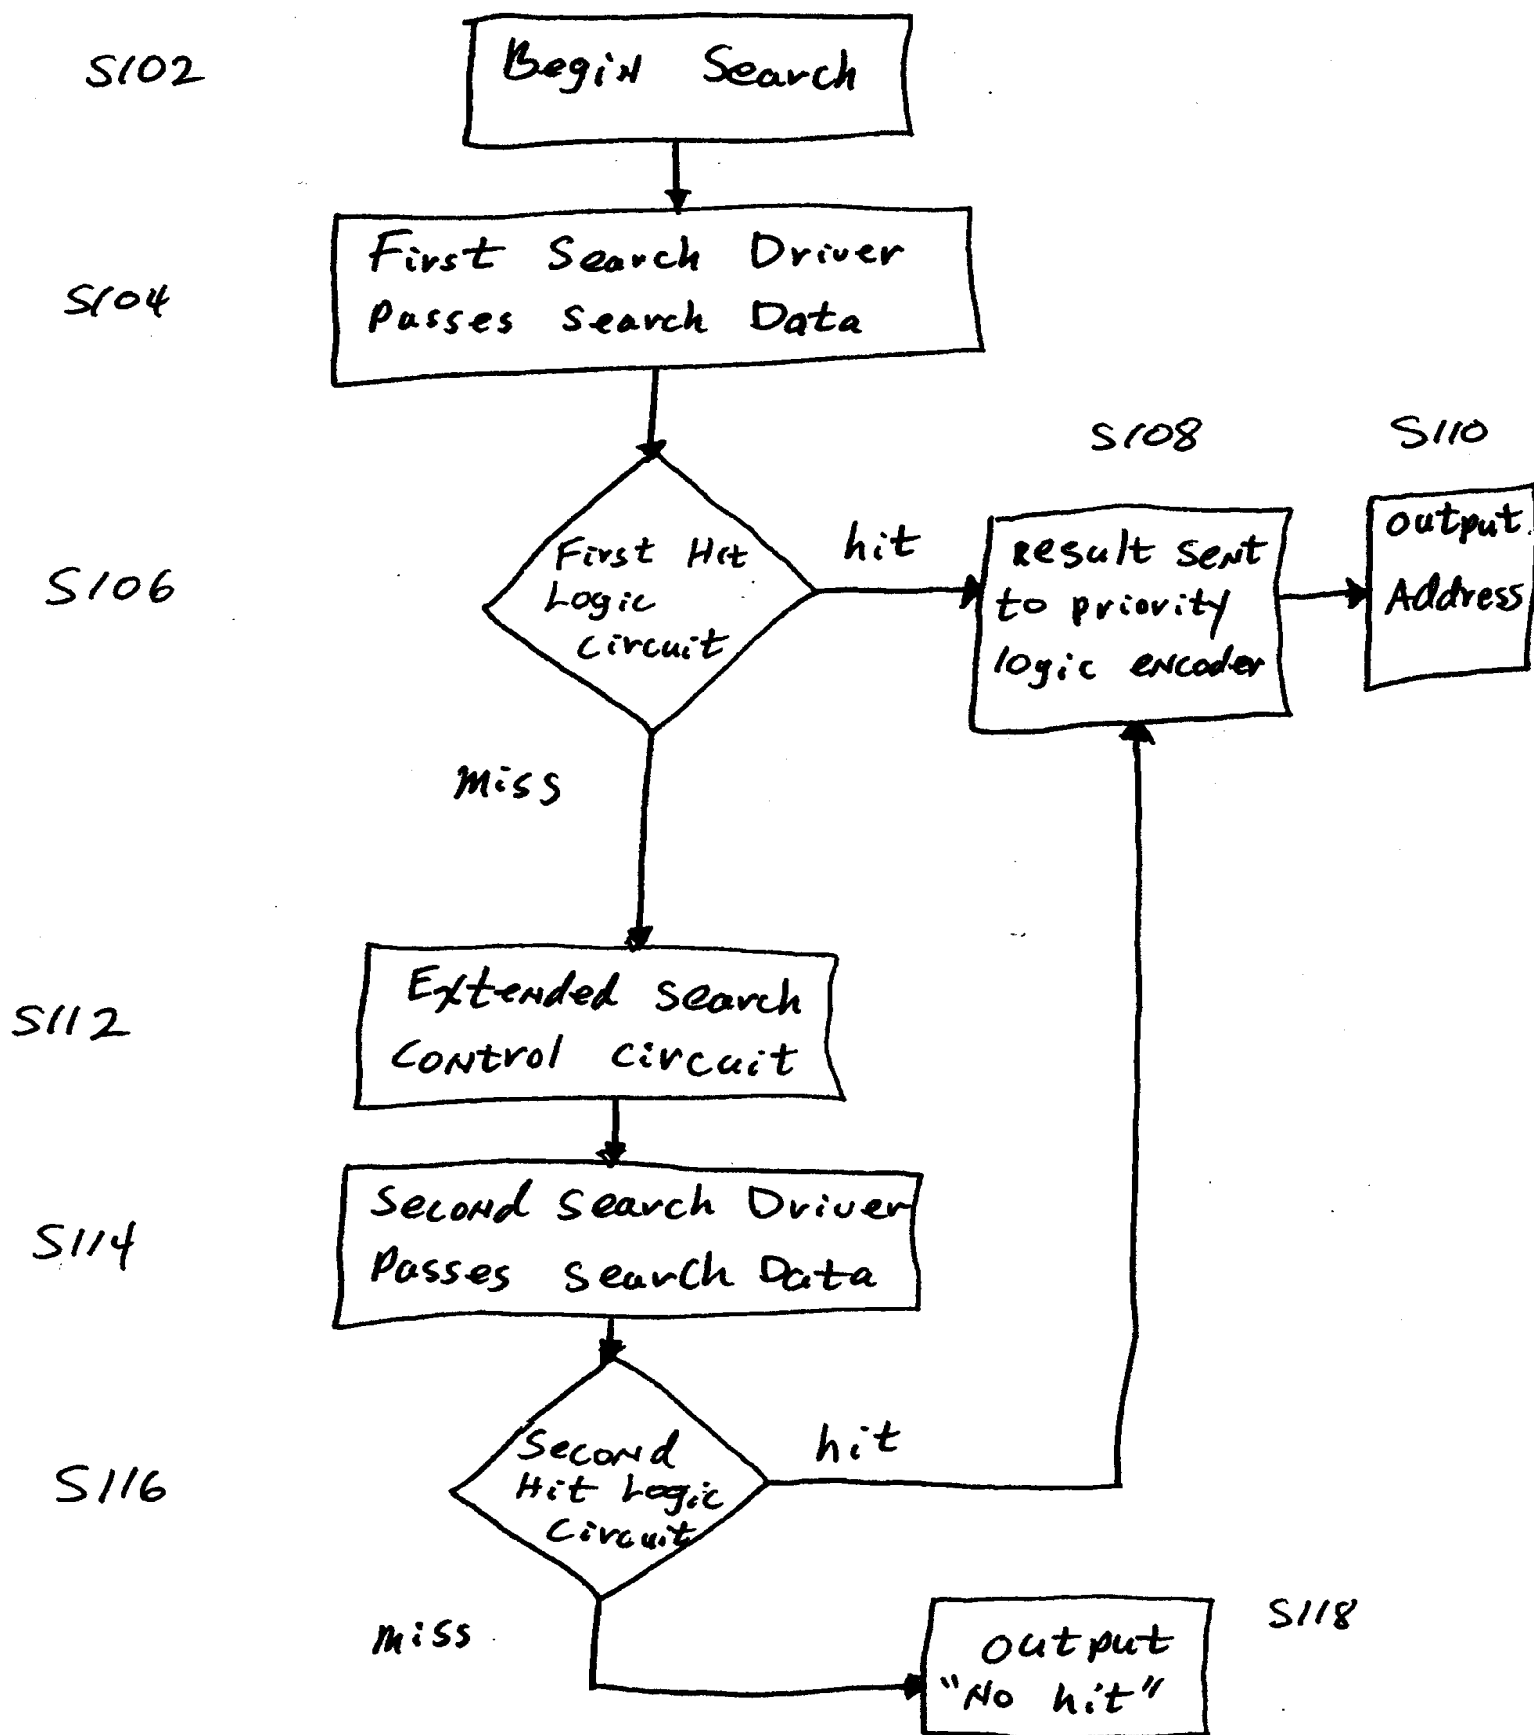 S102
Begin Search
S104
First Search Driver
Passes Search Data
S106
First Hit
Logic
Circuit
hit
S108
Result Sent
to priority
logic encoder
S110
output
Address
miss
S112
Extended Search
Control Circuit
S114
Second Search Driver
Passes Search Data
S116
Second
Hit Logic
Circuit
hit
miss
S118
output
"No hit"